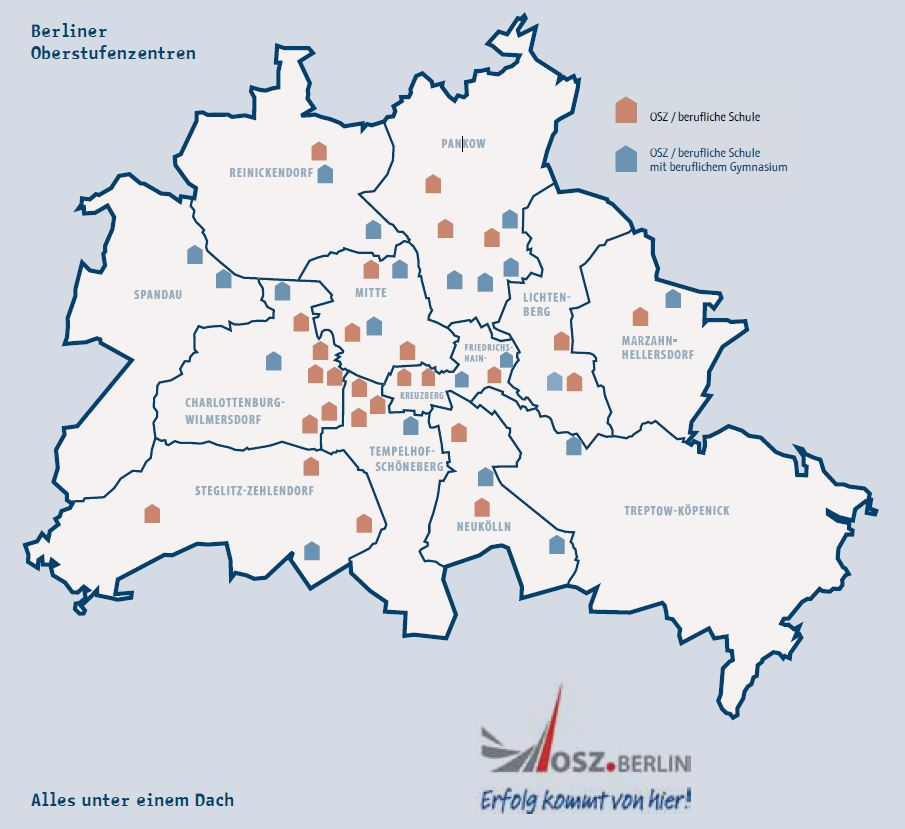 Berliner
Oberstufenzentren
OSZ / berufliche Schule
OSZ / berufliche Schule
mit beruflichem Gymnasium
PANKOW
REINICKENDORF
SPANDAU
MITTE
LICHTEN-
BERG
MARZAHN-
HELLERSDORF
FRIEDRICHS-
HAIN-
KREUZBERG
CHARLOTTENBURG-
WILMERSDORF
TEMPELHOF-
SCHÖNEBERG
STEGLITZ-ZEHLENDORF
NEUKÖLLN
TREPTOW-KÖPENICK
OSZ.BERLIN
Erfolg kommt von hier!
Alles unter einem Dach